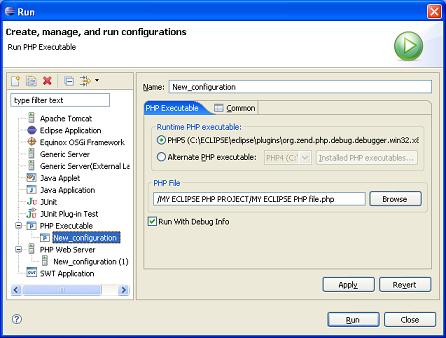 Run
Create, manage, and run configurations
Run PHP Executable
type filter text
Apache Tomcat
Eclipse Application
Equinox OSGi Framework
Generic Server
Generic Server(External La
Java Applet
Java Application
JUnit
JUnit Plug-in Test
PHP Executable
New_configuration
PHP Web Server
New_configuration (1)
SWT Application
Name: New_configuration
PHP Executable Common
Runtime PHP executable:
PHP5 (C:\ECLIPSE\eclipse\plugins\org.zend.php.debug.debugger.win32.x8
Alternate PHP executable: PHP4 (C:\ Installed PHP executables...
PHP File
/MY ECLIPSE PHP PROJECT/MY ECLIPSE PHP file.php Browse
Run With Debug Info
Apply Revert
Run Close